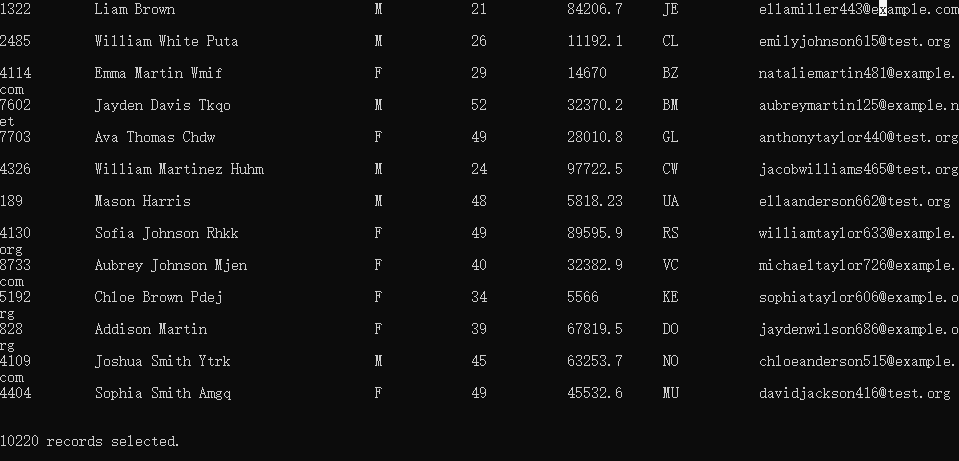 1322 Liam Brown M 21 84206.7 JE ellamiller443@example.com
2485 William White Puta M 26 11192.1 CL emilyjohnson615@test.org
4114 Emma Martin Wmif F 29 14670 BZ nataliemartin481@example.
com
7602 Jayden Davis Tkqo M 52 32370.2 BM aubreymartin125@example.n
et
7703 Ava Thomas Chdw F 49 28010.8 GL anthonytaylor440@test.org
4326 William Martinez Huhm M 24 97722.5 CW jacobwilliams465@test.org
189 Mason Harris M 48 5818.23 UA ellaanderson662@test.org
4130 Sofia Johnson Rhkk F 49 89595.9 RS williamtaylor633@example.
org
8733 Aubrey Johnson Mjen F 40 32382.9 VC michaeltaylor726@example.
com
5192 Chloe Brown Pdej F 34 5566 KE sophiataylor606@example.o
rg
828 Addison Martin F 39 67819.5 DO jaydenwilson686@example.o
rg
4109 Joshua Smith Ytrk M 45 63253.7 NO chloeanderson515@example.
com
4404 Sophia Smith Amgq F 49 45532.6 MU davidjackson416@test.org
10220 records selected.